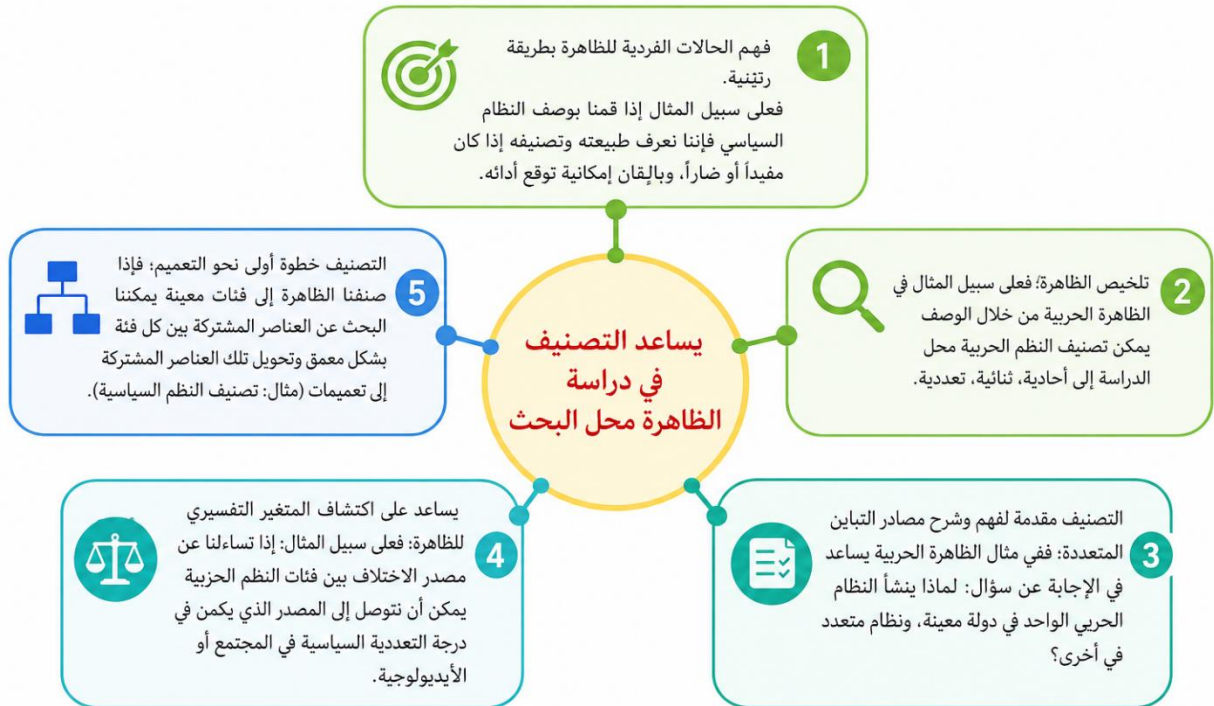 يساعد التصنيف
في دراسة
الظاهرة محل البحث
1
فهم الحالات الفردية للظاهرة بطريقة
رتيّنية.
فعلى سبيل المثال إذا قمنا بوصف النظام
السياسي فإننا نعرف طبيعته وتصنيفه إذا كان
مفيداً أو ضاراً، وبالإقان إمكانية توقع أدائه.
2
تلخيص الظاهرة؛ فعلى سبيل المثال في
الظاهرة الحربية من خلال الوصف
يمكن تصنيف النظم الحربية محل
الدراسة إلى أحادية، ثنائية، تعددية.
3
التصنيف مقدمة لفهم وشرح مصادر التباين
المتعددة؛ ففي مثال الظاهرة الحربية يساعد
في الإجابة عن سؤال: لماذا ينشأ النظام
الحربي الواحد في دولة معينة، ونظام متعدد
في أخرى؟
4
يساعد على اكتشاف المتغير التفسيري
للظاهرة: فعلى سبيل المثال: إذا تساءلنا عن
مصدر الاختلاف بين فئات النظم الحزبية
يمكن أن نتوصل إلى المصدر الذي يكمن في
درجة التعددية السياسية في المجتمع أو
الأيديولوجية.
5
التصنيف خطوة أولى نحو التعميم؛ فإذا
صنفنا الظاهرة إلى فئات معينة يمكننا
البحث عن العناصر المشتركة بين كل فئة
بشكل معمق وتحويل تلك العناصر المشتركة
إلى تعميمات (مثال: تصنيف النظم السياسية).